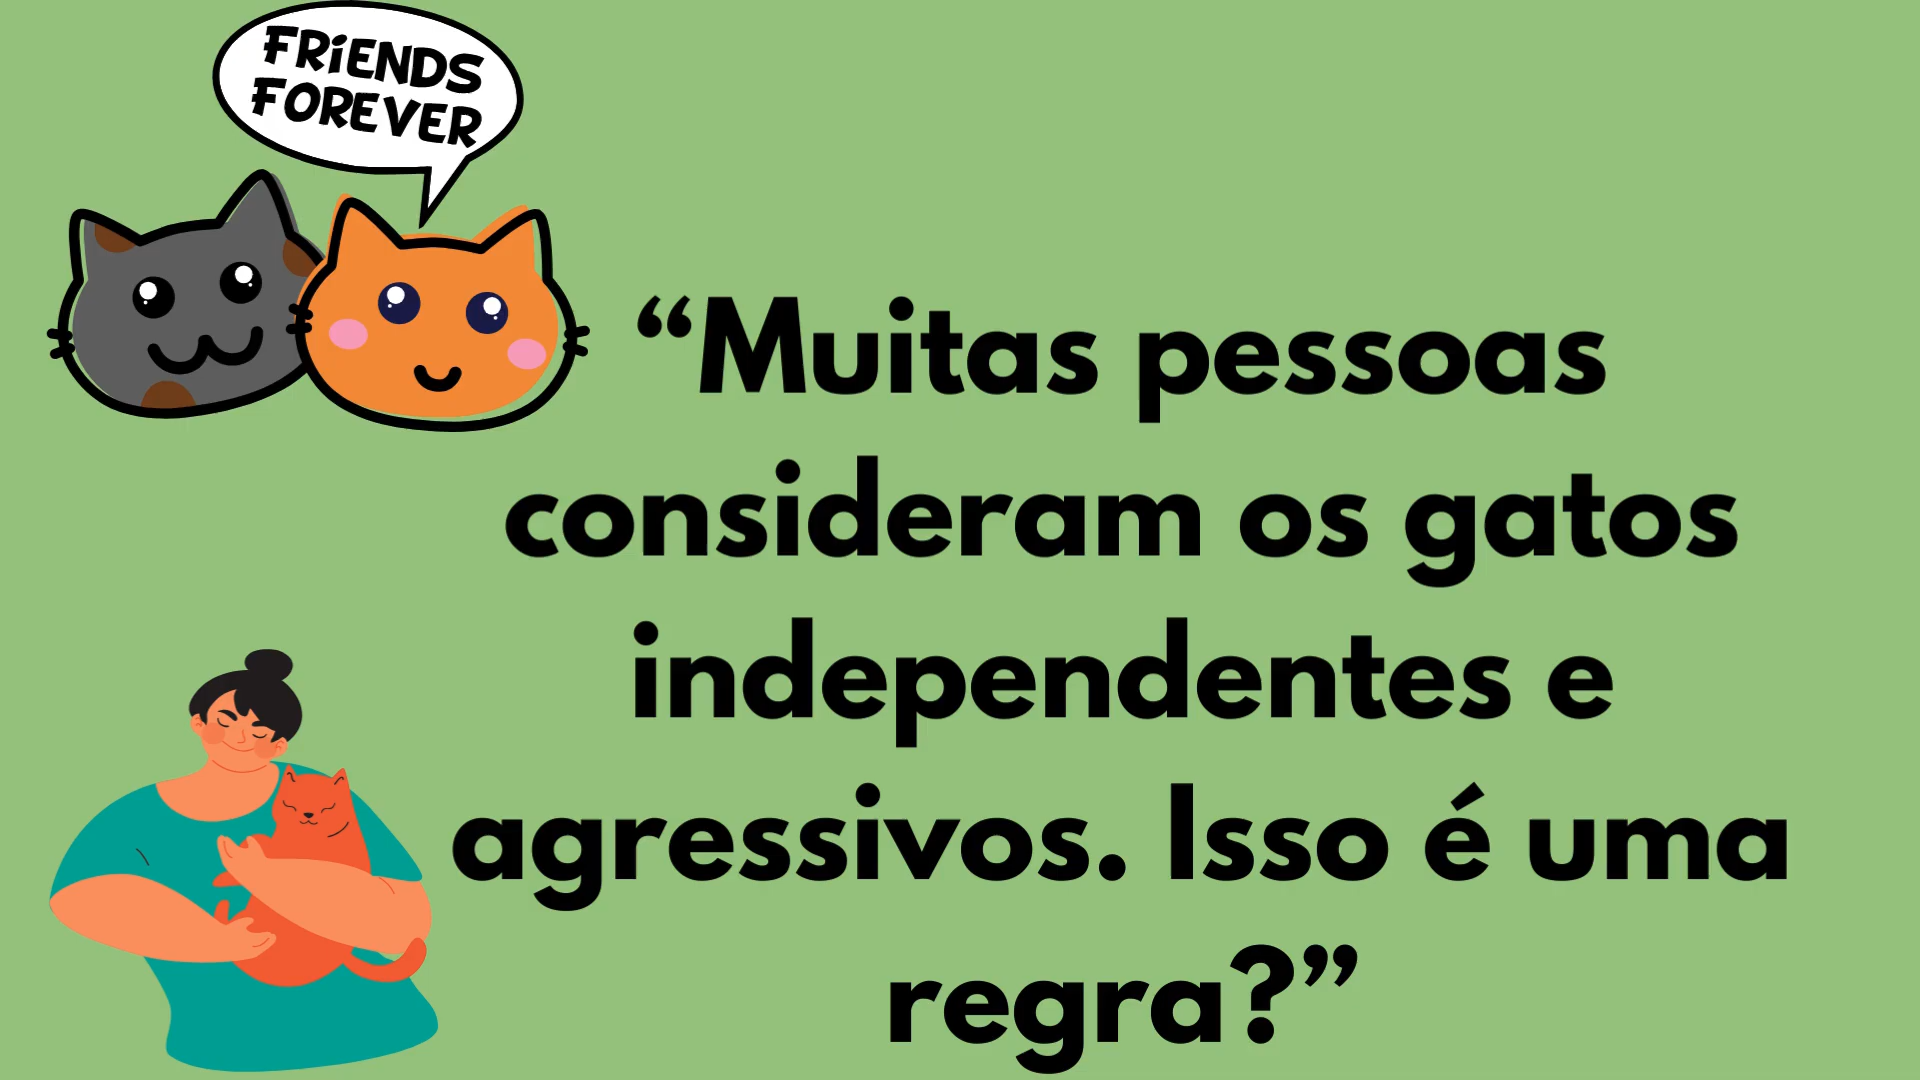 FRiENDS
FOREVER
“Muitas pessoas
consideram os gatos
independentes e
agressivos. Isso é uma
regra?”